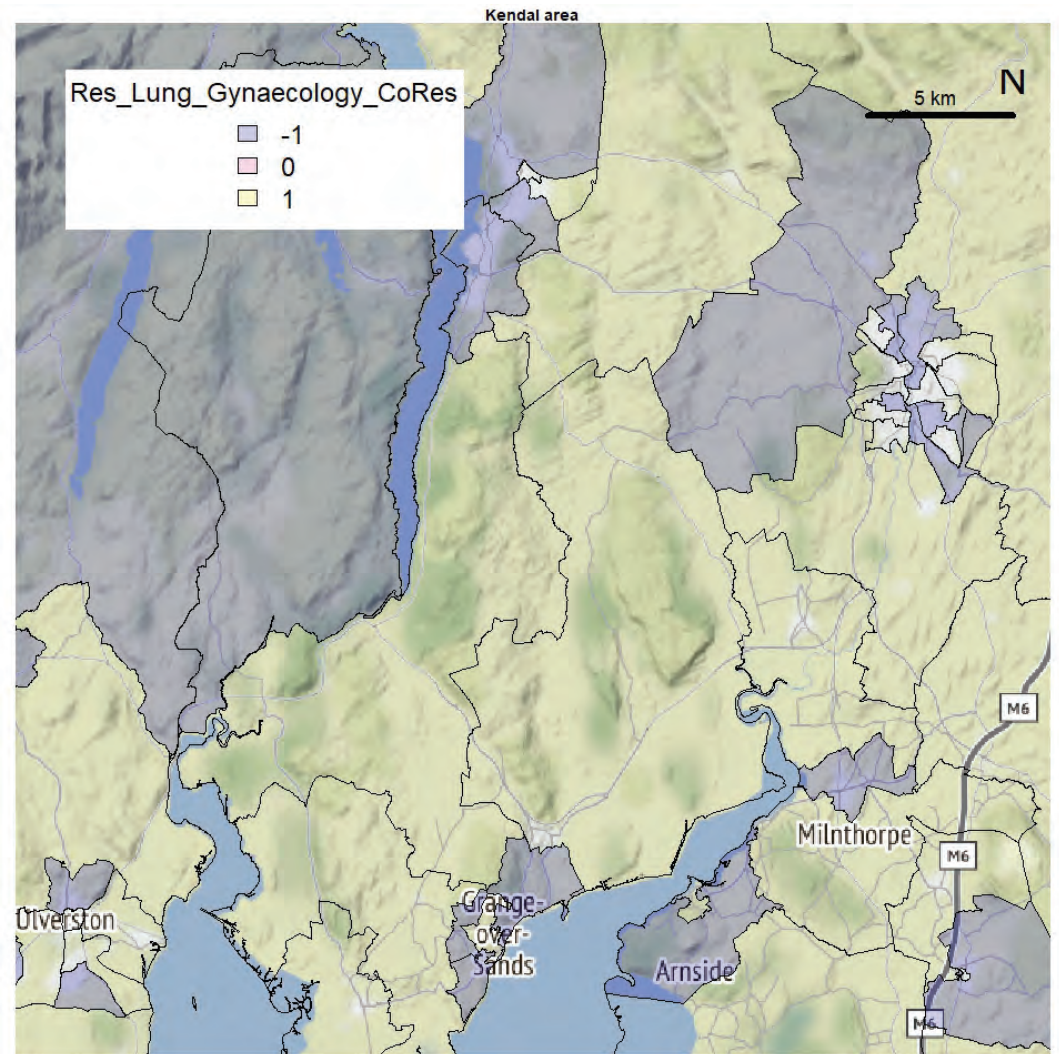 Kendal area
Res_Lung_Gynaecology_CoRes
-1
0
1
N
5 km
M6
Milnthorpe
M6
Grange-
over-
Sands
Ulverston
Arnside
M6